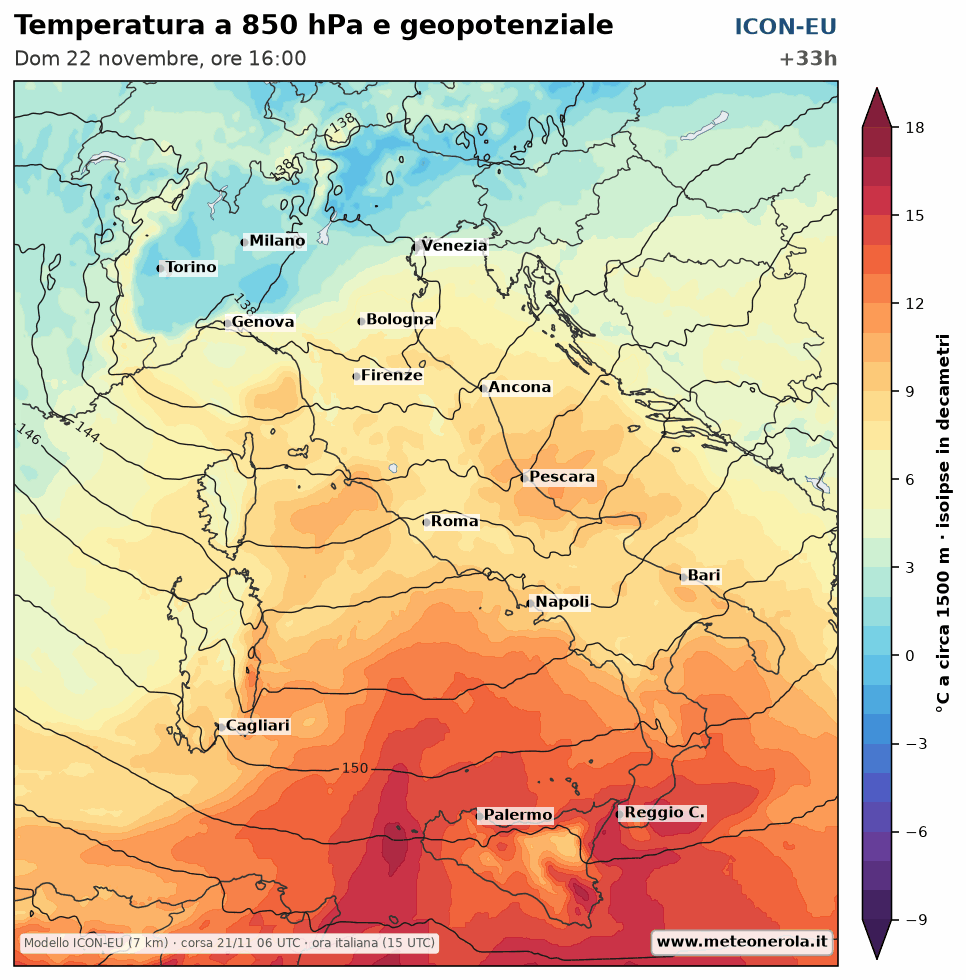 Temperatura a 850 hPa e geopotenziale
ICON-EU
Dom 22 novembre, ore 16:00
+33h
138
138
Milano
Venezia
Torino
138
Genova
Bologna
Firenze
Ancona
146
144
Pescara
Roma
Bari
Napoli
Cagliari
150
Palermo
Reggio C.
Modello ICON-EU (7 km) · corsa 21/11 06 UTC · ora italiana (15 UTC)
www.meteonerola.it
18
15
12
9
6
3
0
−3
−6
−9
°C a circa 1500 m · isoipse in decametri